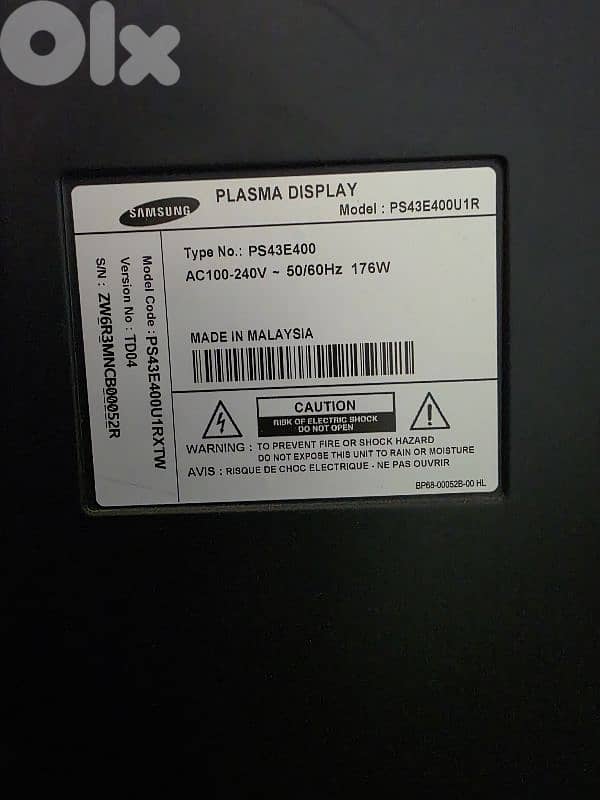 Olx
SAMSUNG
PLASMA DISPLAY
Model : PS43E400U1R
Type No.: PS43E400
AC100-240V ~ 50/60Hz 176W
MADE IN MALAYSIA
CAUTION
RISK OF ELECTRIC SHOCK
DO NOT OPEN
WARNING : TO PREVENT FIRE OR SHOCK HAZARD
DO NOT EXPOSE THIS UNIT TO RAIN OR MOISTURE
AVIS : RISQUE DE CHOC ELECTRIQUE - NE PAS OUVRIR
BP68-00052B-00 HL
Model Code : PS43E400U1RXTW
Version No : TD04
S/N : ZW6R3MNCB00052R